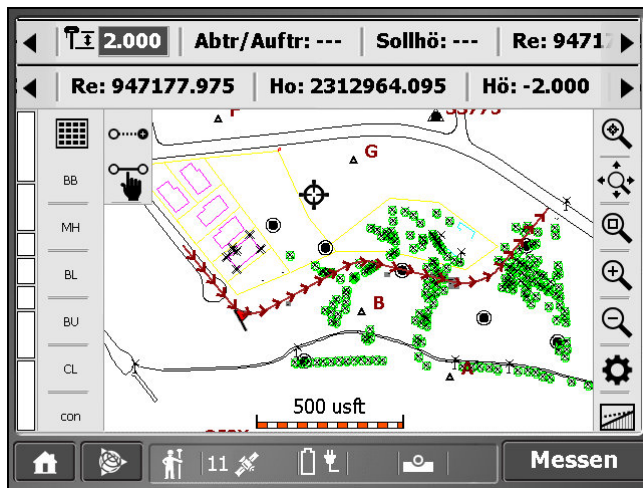 2.000 Abtr/Auftr: --- Sollhö: --- Re: 9471
Re: 947177.975 Ho: 2312964.095 Hö: -2.000
G
BB
MH
BL
B
BU
CL
A
con
500 usft
11
Messen